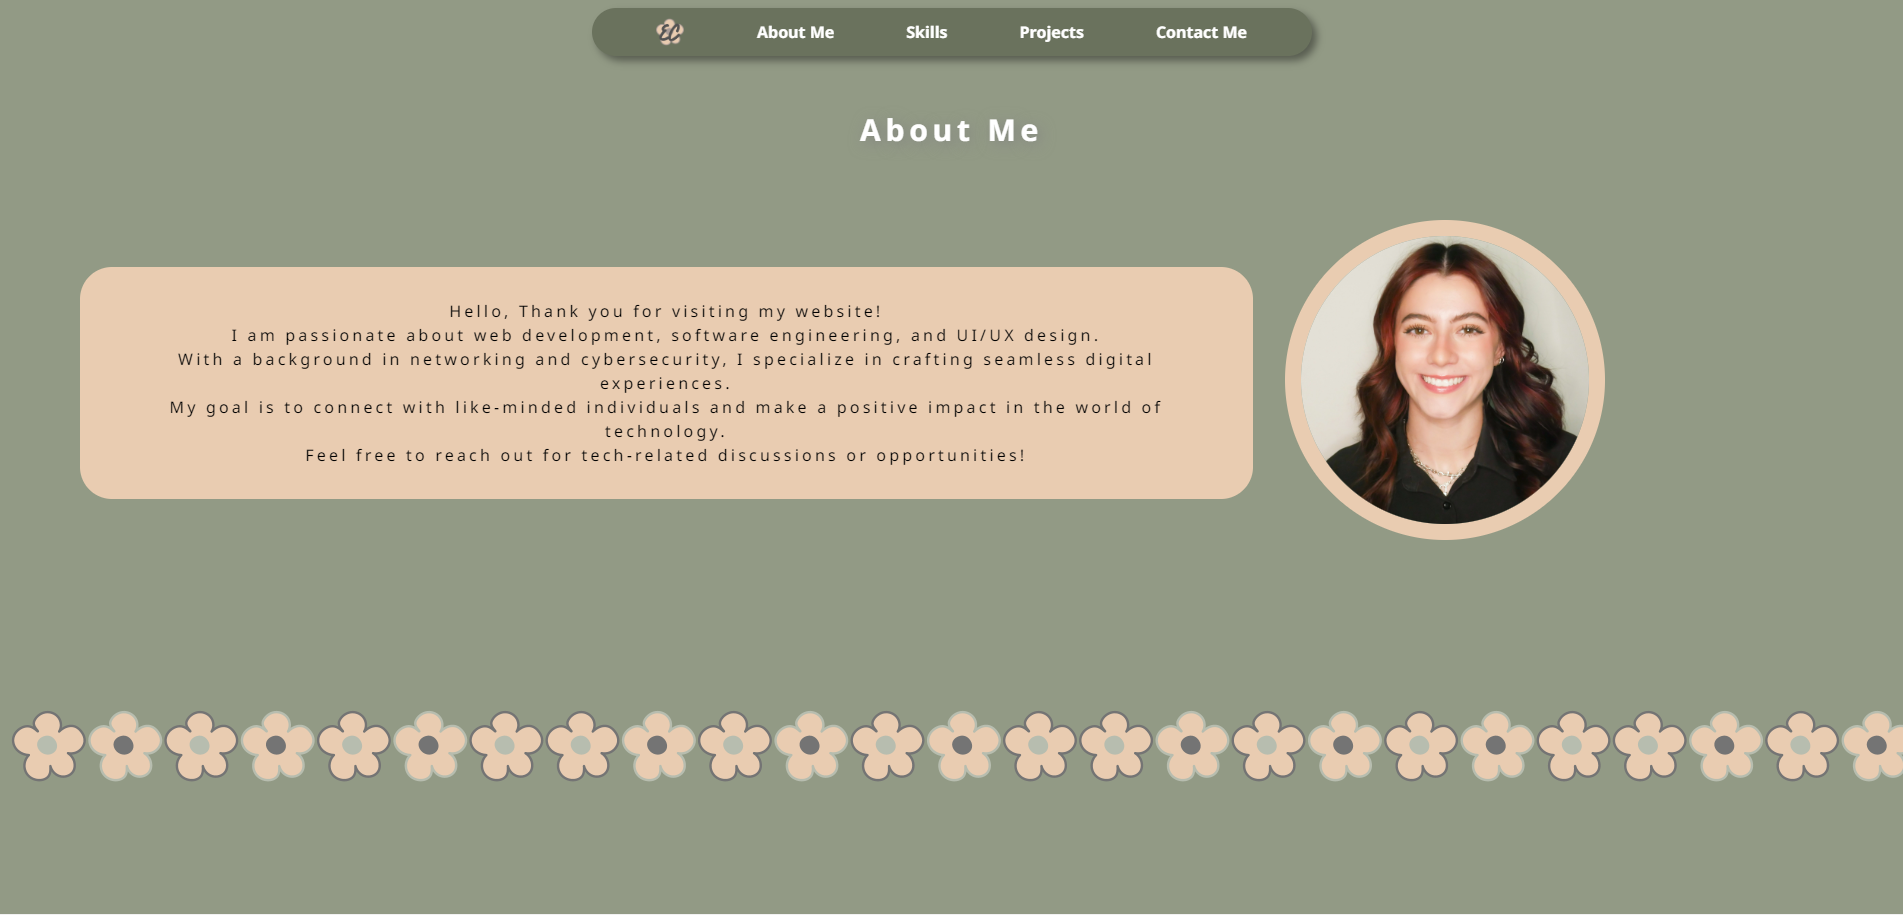 EC
About Me
Skills
Projects
Contact Me
About Me
Hello, Thank you for visiting my website!
I am passionate about web development, software engineering, and UI/UX design.
With a background in networking and cybersecurity, I specialize in crafting seamless digital
experiences.
My goal is to connect with like-minded individuals and make a positive impact in the world of
technology.
Feel free to reach out for tech-related discussions or opportunities!